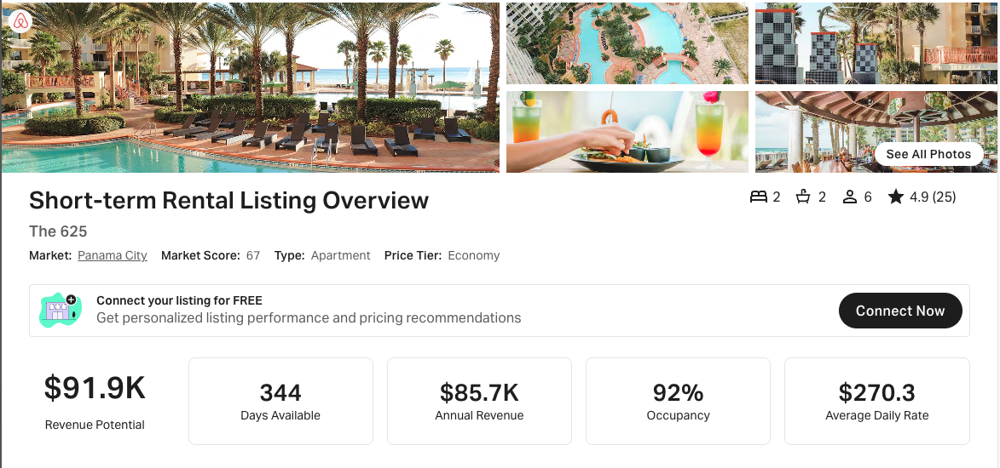 See All Photos
Short-term Rental Listing Overview
2 2 6 4.9 (25)
The 625
Market: Panama City Market Score: 67 Type: Apartment Price Tier: Economy
Connect your listing for FREE
Get personalized listing performance and pricing recommendations
Connect Now
$91.9K
Revenue Potential
344
Days Available
$85.7K
Annual Revenue
92%
Occupancy
$270.3
Average Daily Rate